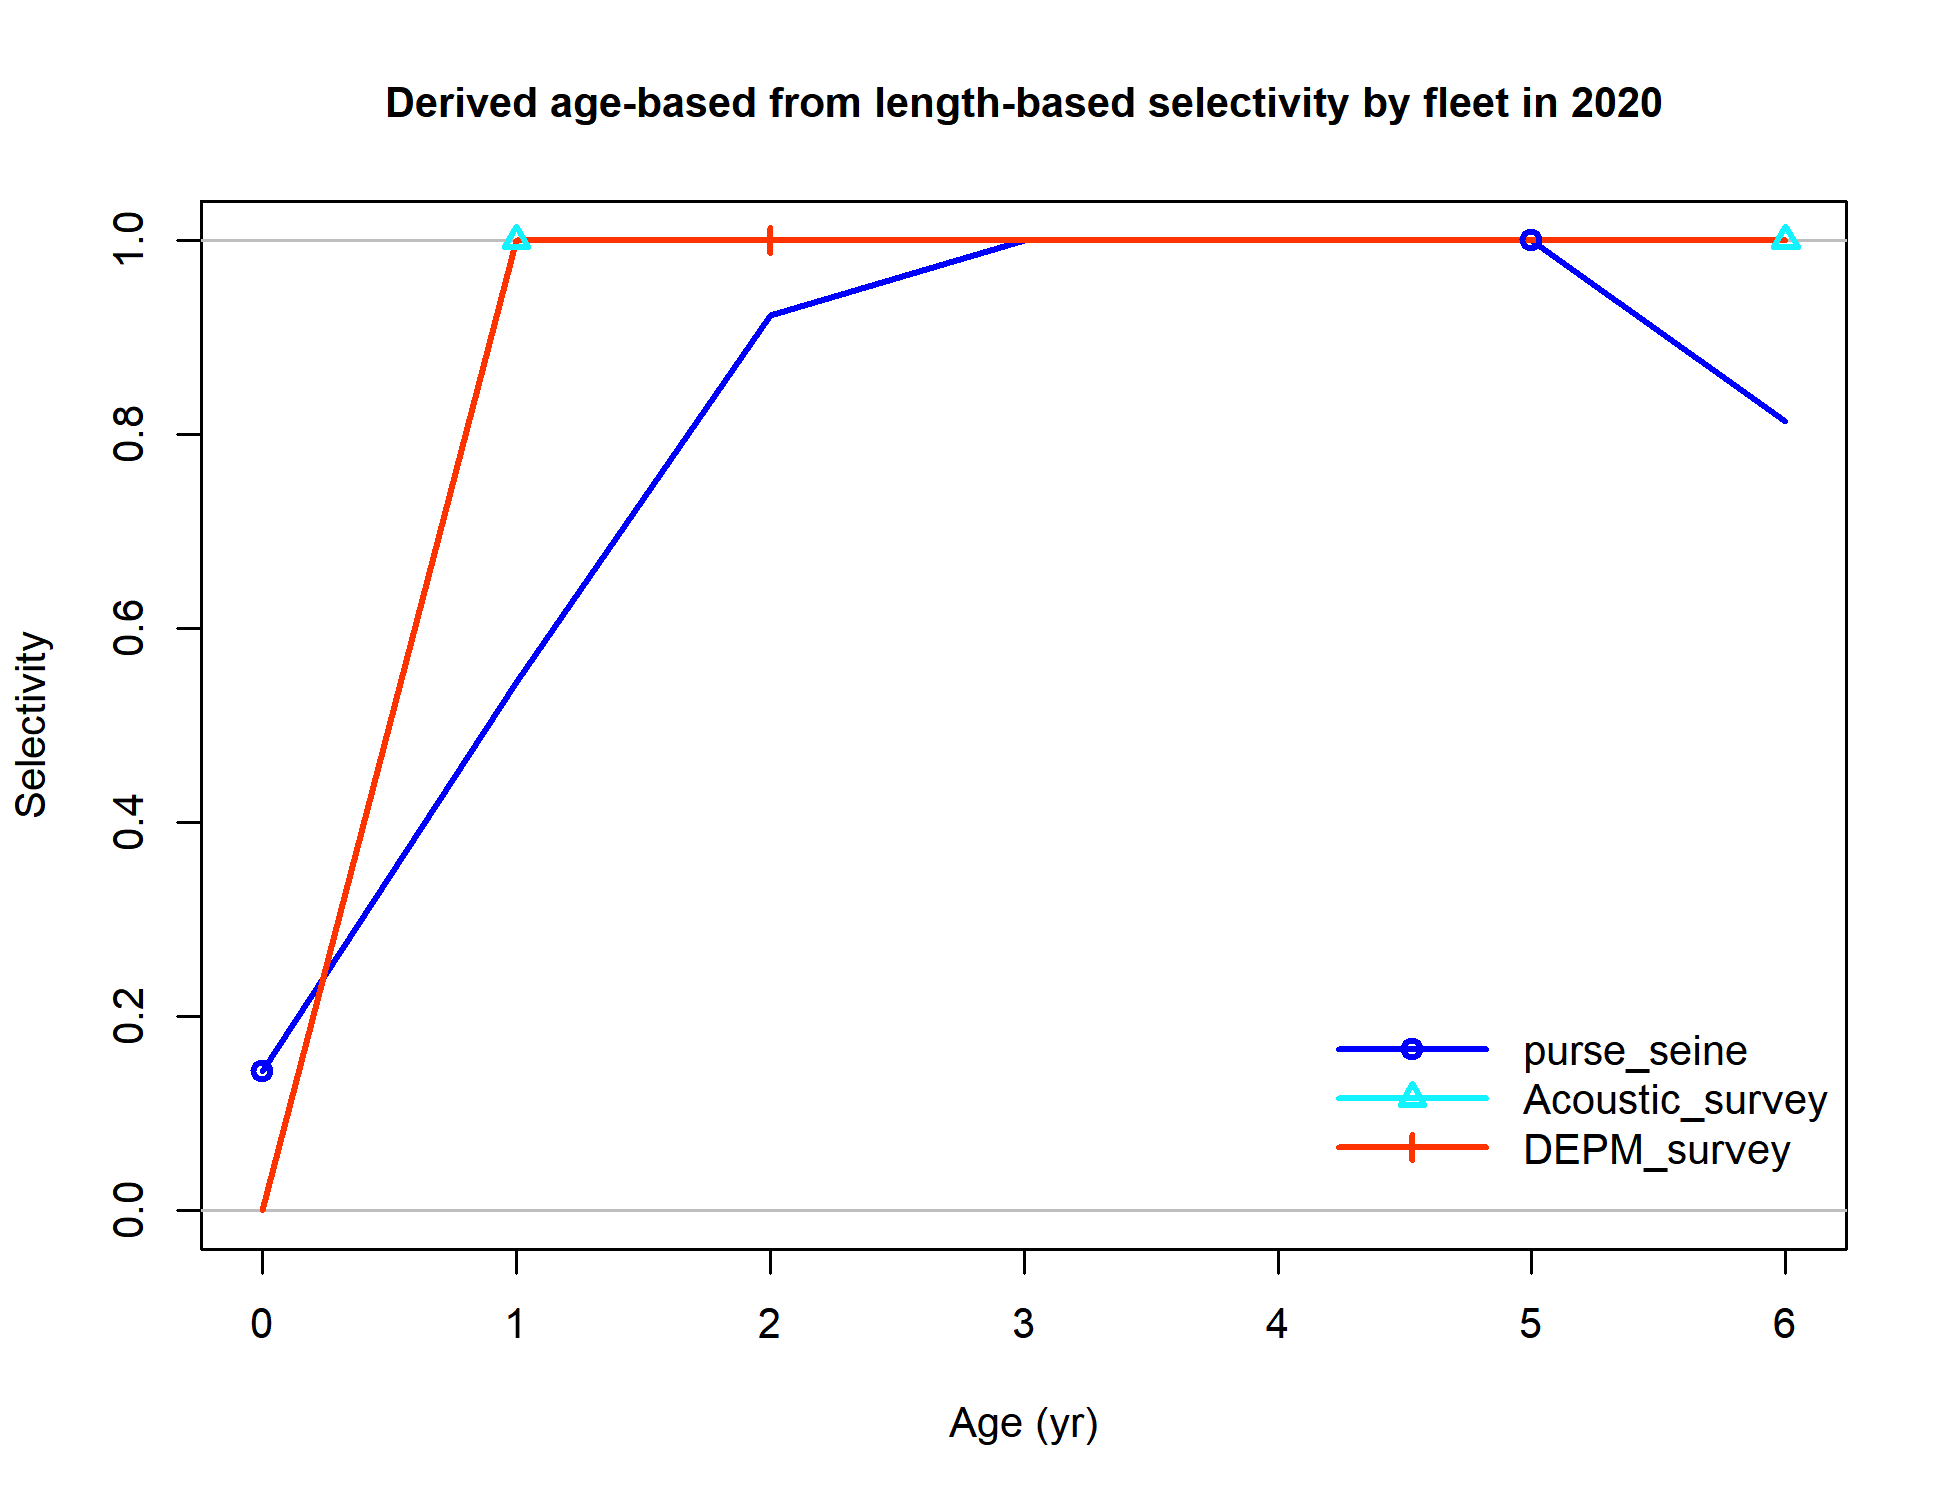 Derived age-based from length-based selectivity by fleet in 2020
Selectivity
1.0
0.8
0.6
0.4
0.2
0.0
purse_seine
Acoustic_survey
DEPM_survey
0 1 2 3 4 5 6
Age (yr)